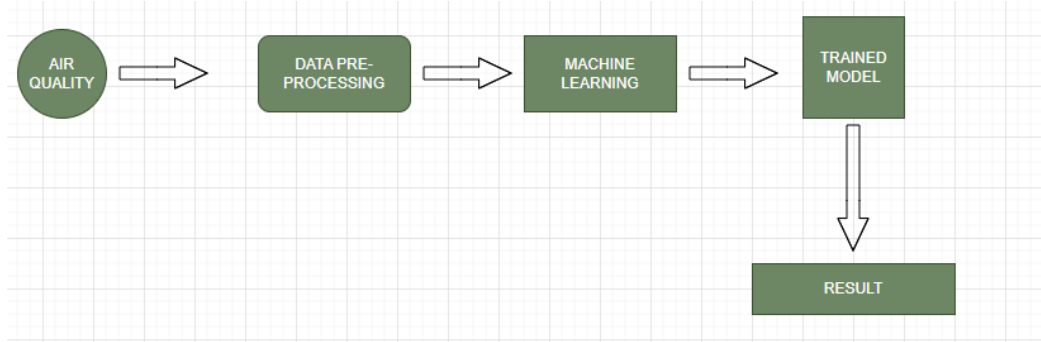 AIR
QUALITY
DATA PRE-
PROCESSING
MACHINE
LEARNING
TRAINED
MODEL
RESULT